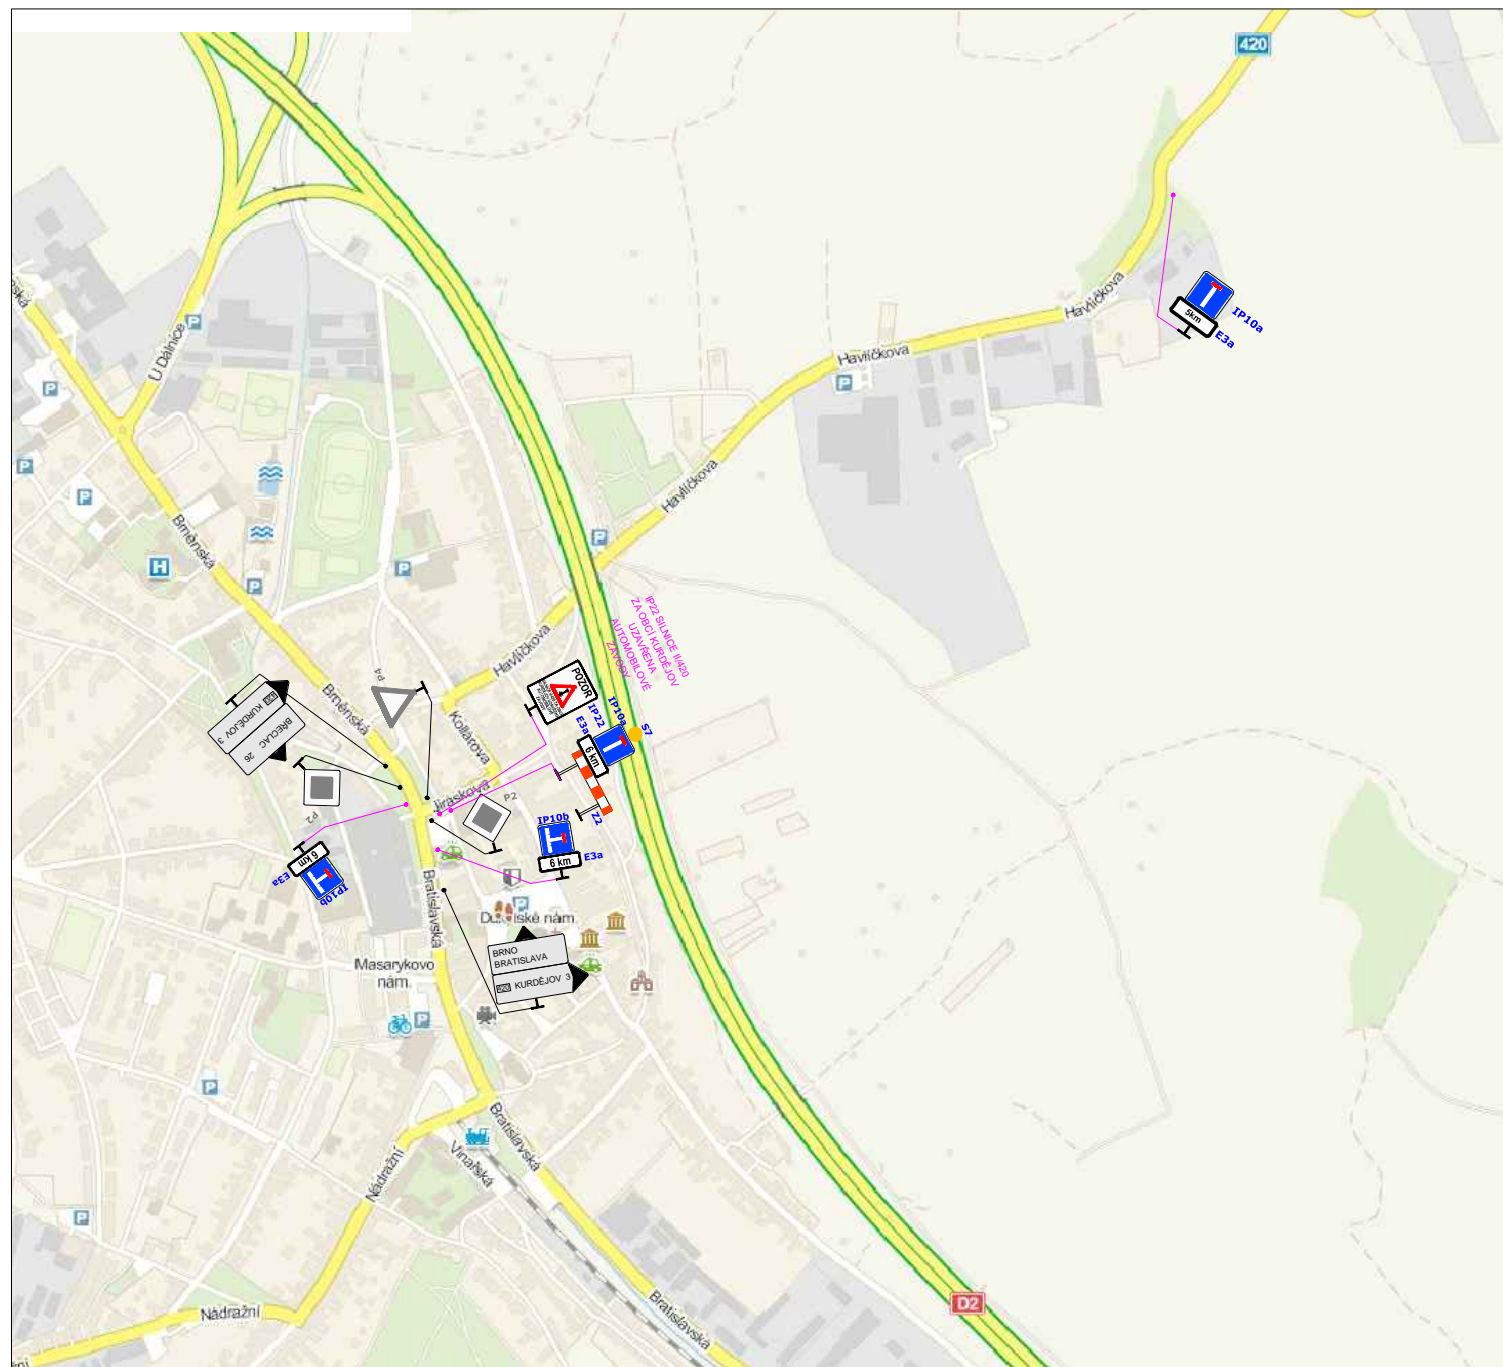 420
Havlíčkova
5km
IP10a
E3a
Havlíčkova
U Dálnice
Havlíčkova
Brněnská
IP22 SILNICE II/420
ZA OBCÍ KURDĚJOV
UZAVŘENA
AUTOMOBILOVÉ
ZÁVODY
Havlíčkova
POZOR
P4
Brněnská
Kollárova
IP22
IP10a
S7
E3a
6 km
Z2
420 KURDĚJOV 3
BŘECLAV 26
P2
Jiráskova
P2
IP10b
6 km
E3a
6 km
E3a
IP10b
Bratislavská
BRNO
BRATISLAVA
420 KURDĚJOV 3
Masarykovo
nám.
Bratislavská
Vinařská
Nádražní
Nádražní
Bratislavská
D2